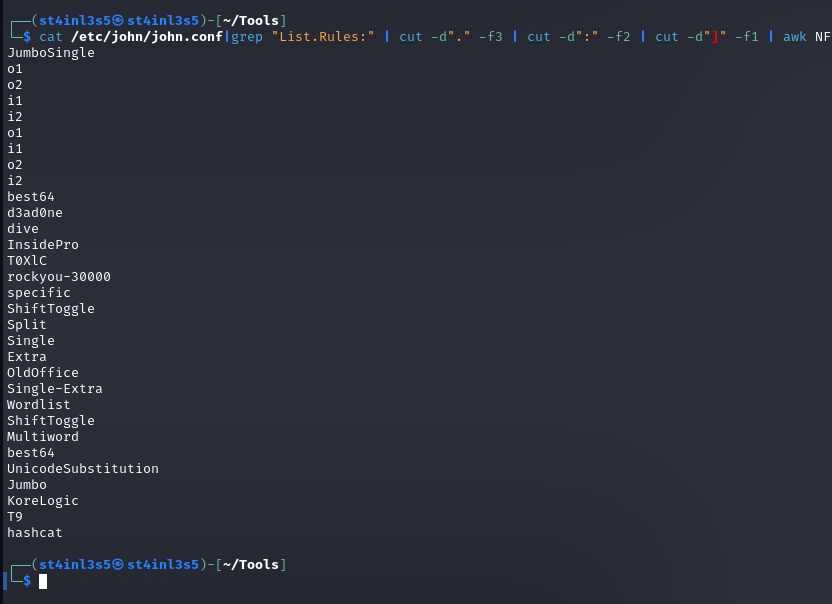 ┌──(st4inl3s5㉿st4inl3s5)-[~/Tools]
└─$ cat /etc/john/john.conf|grep "List.Rules:" | cut -d"." -f3 | cut -d":" -f2 | cut -d"]" -f1 | awk NF
JumboSingle
o1
o2
i1
i2
o1
i1
o2
i2
best64
d3ad0ne
dive
InsidePro
T0XlC
rockyou-30000
specific
ShiftToggle
Split
Single
Extra
OldOffice
Single-Extra
Wordlist
ShiftToggle
Multiword
best64
UnicodeSubstitution
Jumbo
KoreLogic
T9
hashcat
┌──(st4inl3s5㉿st4inl3s5)-[~/Tools]
└─$